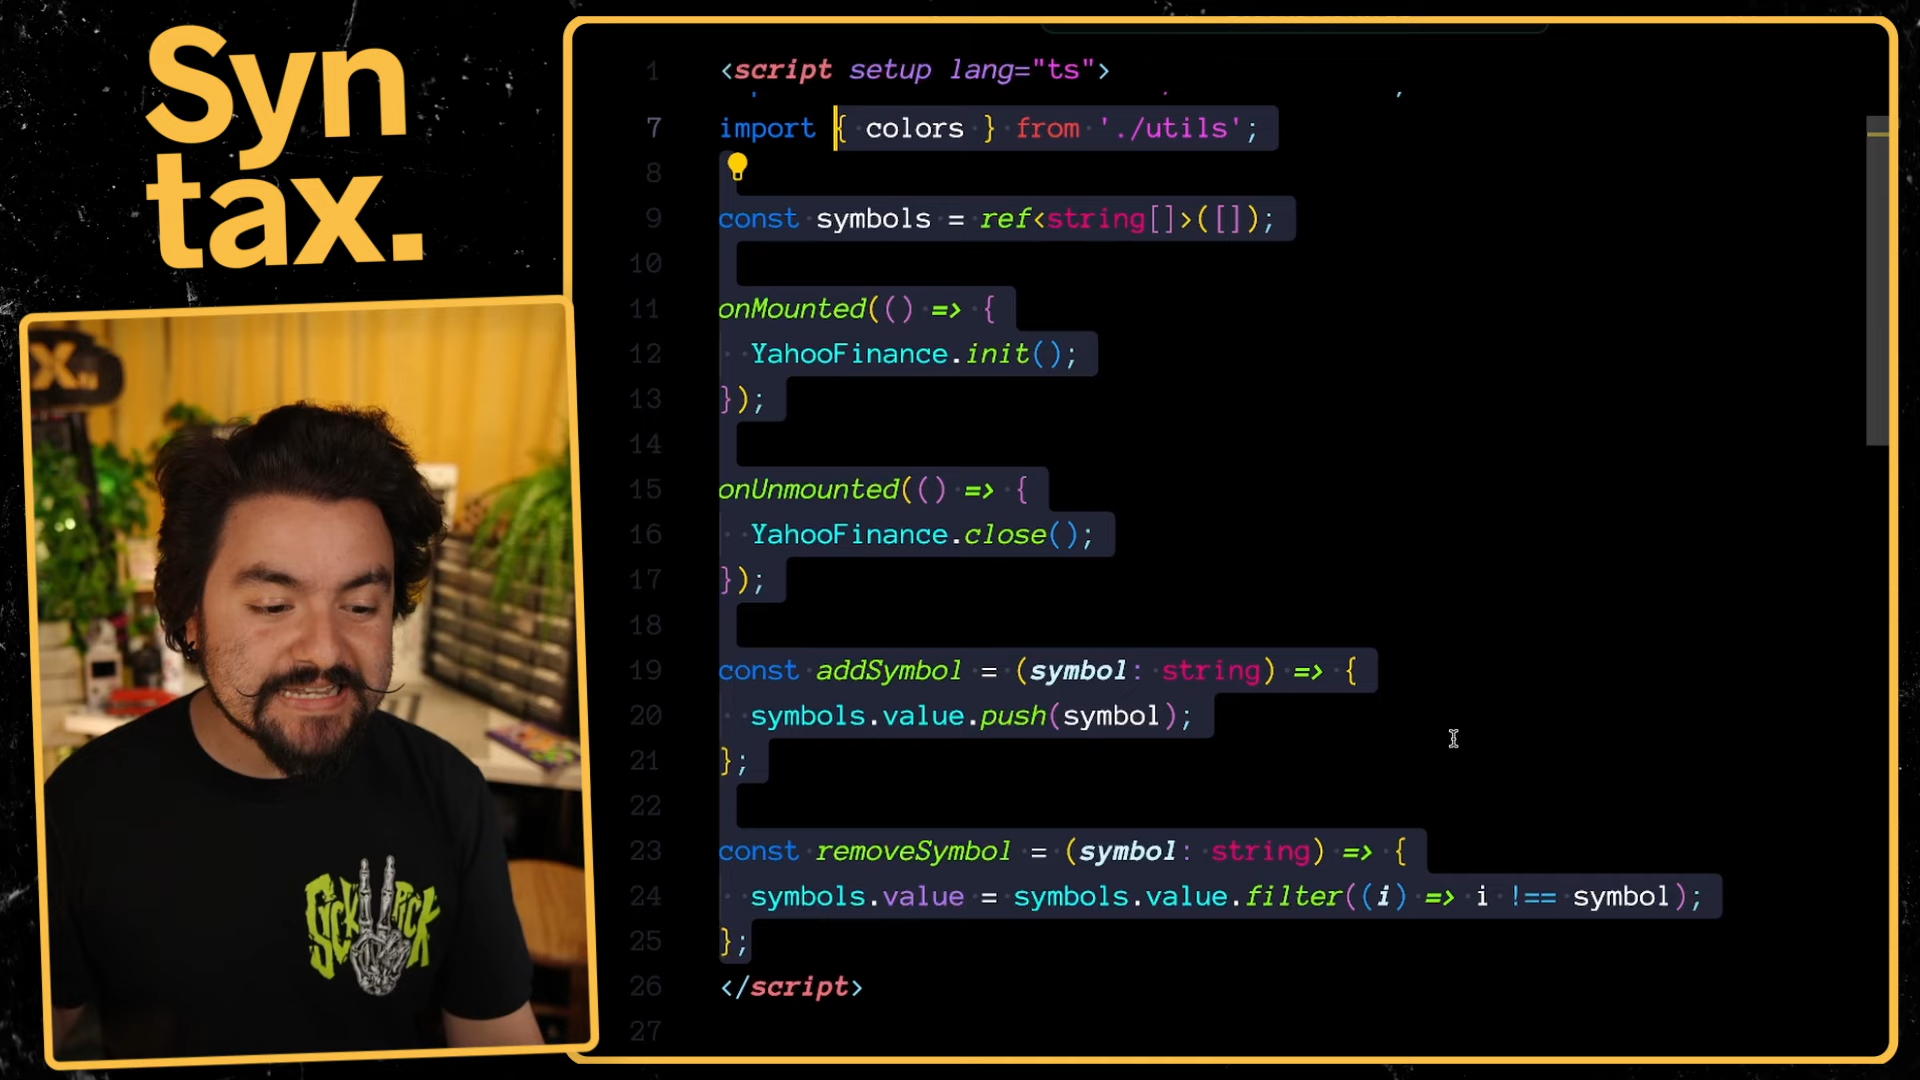 Syn
tax.
X.
SICK PICK
1 <script setup lang="ts">
7 import { colors } from './utils';
8
9 const symbols = ref<string[]>([]);
10
11 onMounted(() => {
12 YahooFinance.init();
13 });
14
15 onUnmounted(() => {
16 YahooFinance.close();
17 });
18
19 const addSymbol = (symbol: string) => {
20 symbols.value.push(symbol);
21 };
22
23 const removeSymbol = (symbol: string) => {
24 symbols.value = symbols.value.filter((i) => i !== symbol);
25 };
26 </script>
27